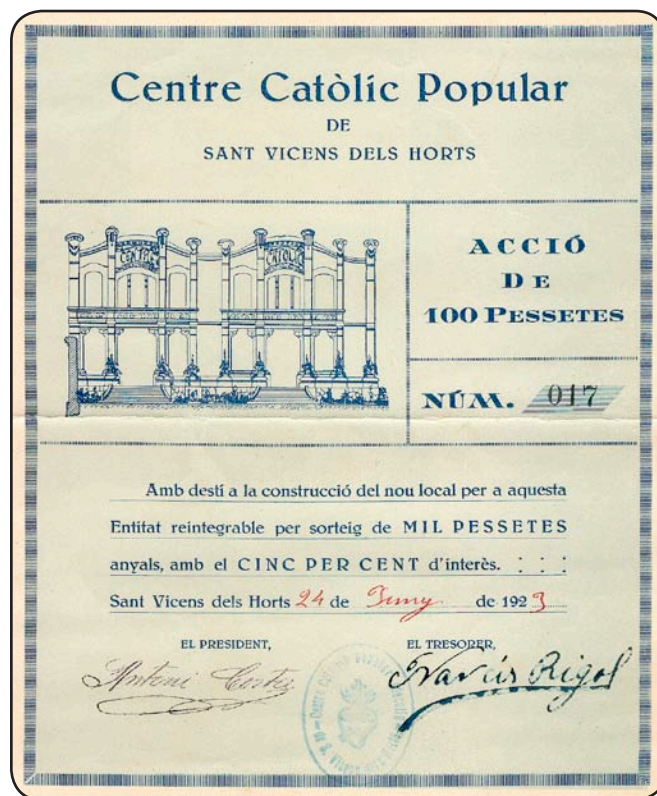 Centre Catòlic Popular
DE
SANT VICENS DELS HORTS
CENTRE
CATOLIC
ACCIÓ
DE
100 PESSETES
NÚM. 017
Amb destí a la construcció del nou local per a aquesta
Entitat reintegrable per sorteig de MIL PESSETES
anyals, amb el CINC PER CENT d'interès. : : :
Sant Vicens dels Horts 24 de Juny de 1923
EL PRESIDENT,
EL TRESORER,
Antoni
Narcís Rigol